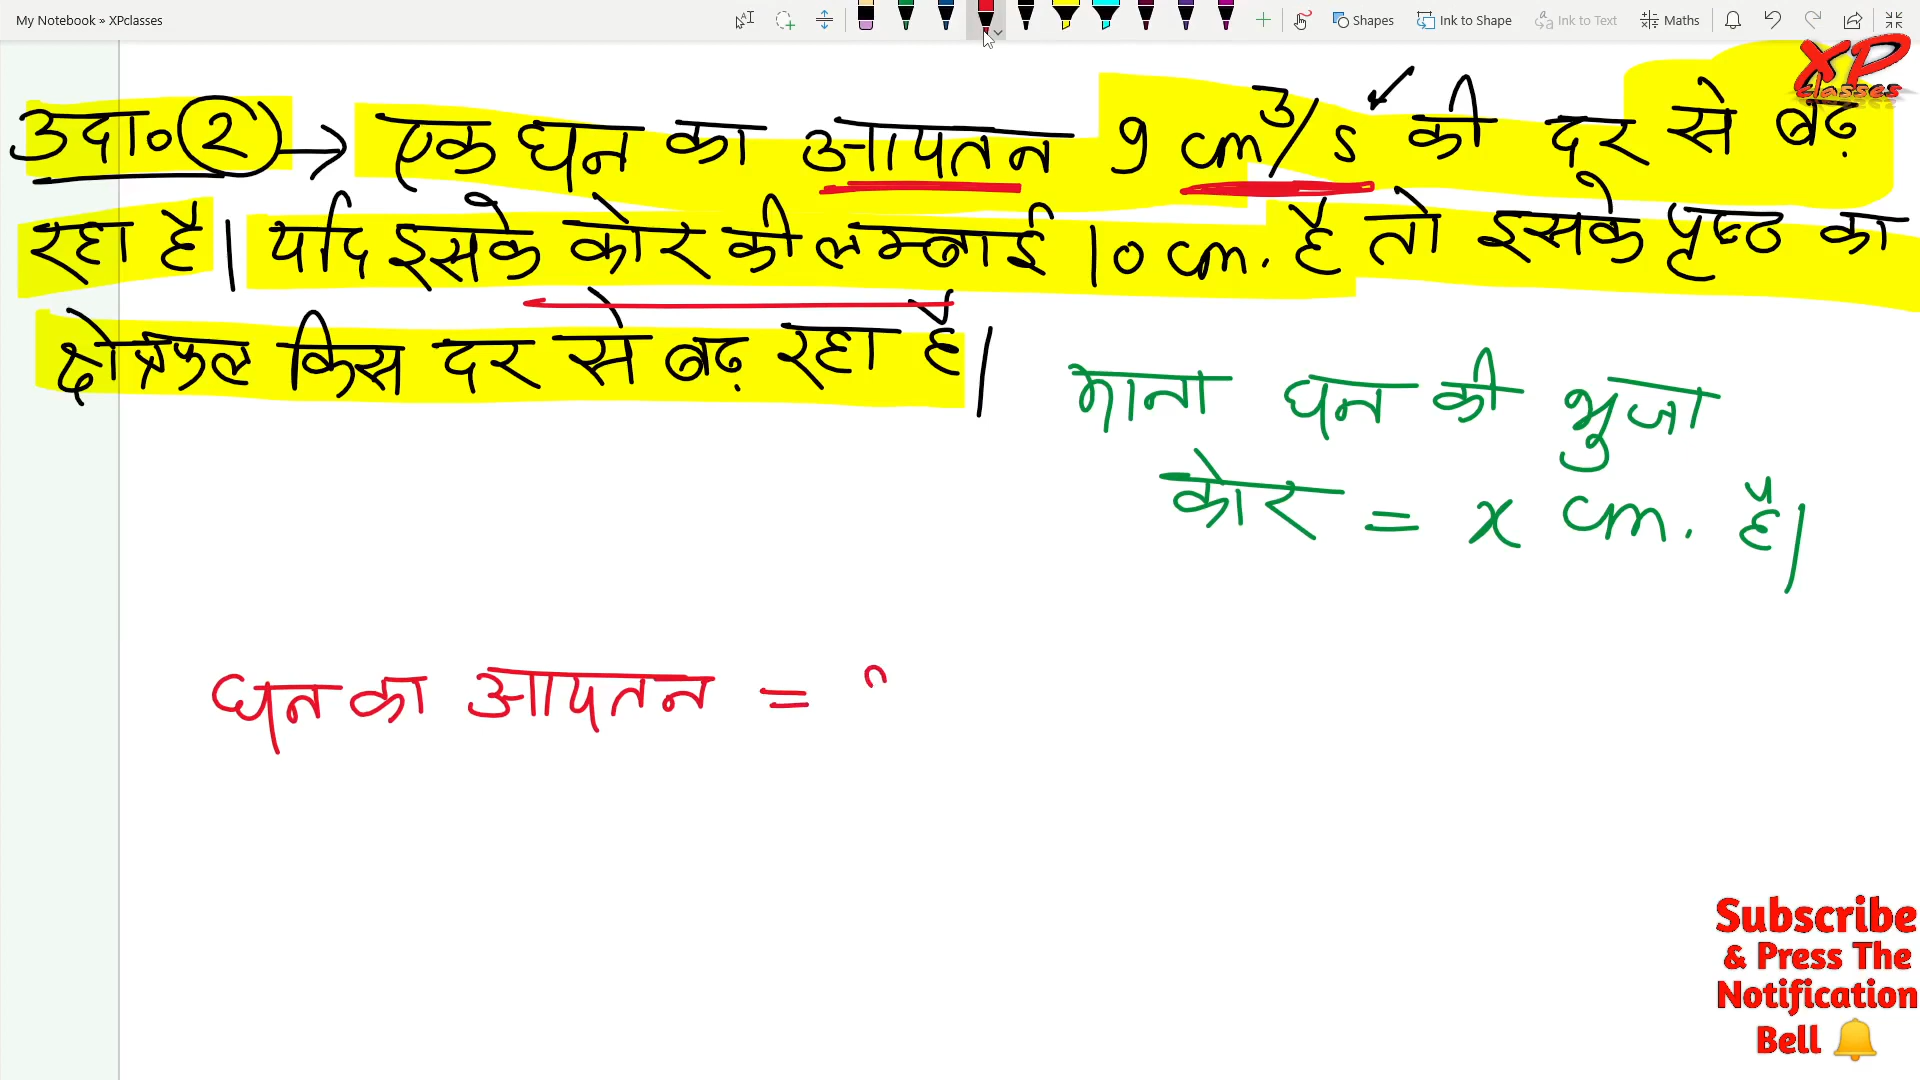 My Notebook » XPclasses
Shapes Ink to Shape Ink to Text Maths
XP classes
उदा० २ → एक घन का आयतन 9 cm³/s की दर से बढ़
रहा है। यदि इसके कोर की लम्बाई 10 cm. है तो इसके पृष्ठ का
क्षेत्रफल किस दर से बढ़ रहा है।
माना घन की भुजा
कोर = x cm. है।
घन का आयतन =
Subscribe
& Press The
Notification
Bell